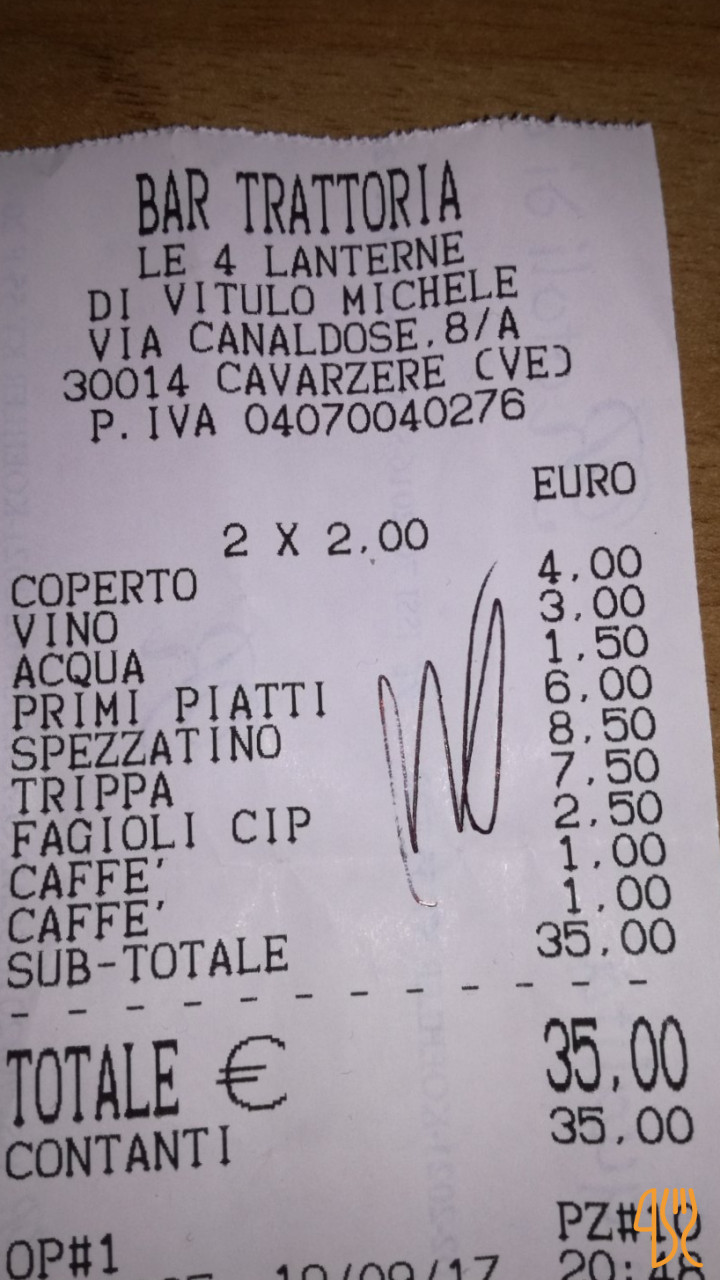 BAR TRATTORIA
LE 4 LANTERNE
DI VITULO MICHELE
VIA CANALDOSE,8/A
30014 CAVARZERE (VE)
P.IVA 04070040276
EURO
2 X 2,00
COPERTO 4,00
VINO 3,00
ACQUA 1,50
PRIMI PIATTI 6,00
SPEZZATINO 8,50
TRIPPA 7,50
FAGIOLI CIP 2,50
CAFFE' 1,00
CAFFE' 1,00
SUB-TOTALE 35,00
TOTALE € 35,00
CONTANTI 35,00
OP#1 PZ#10
20: